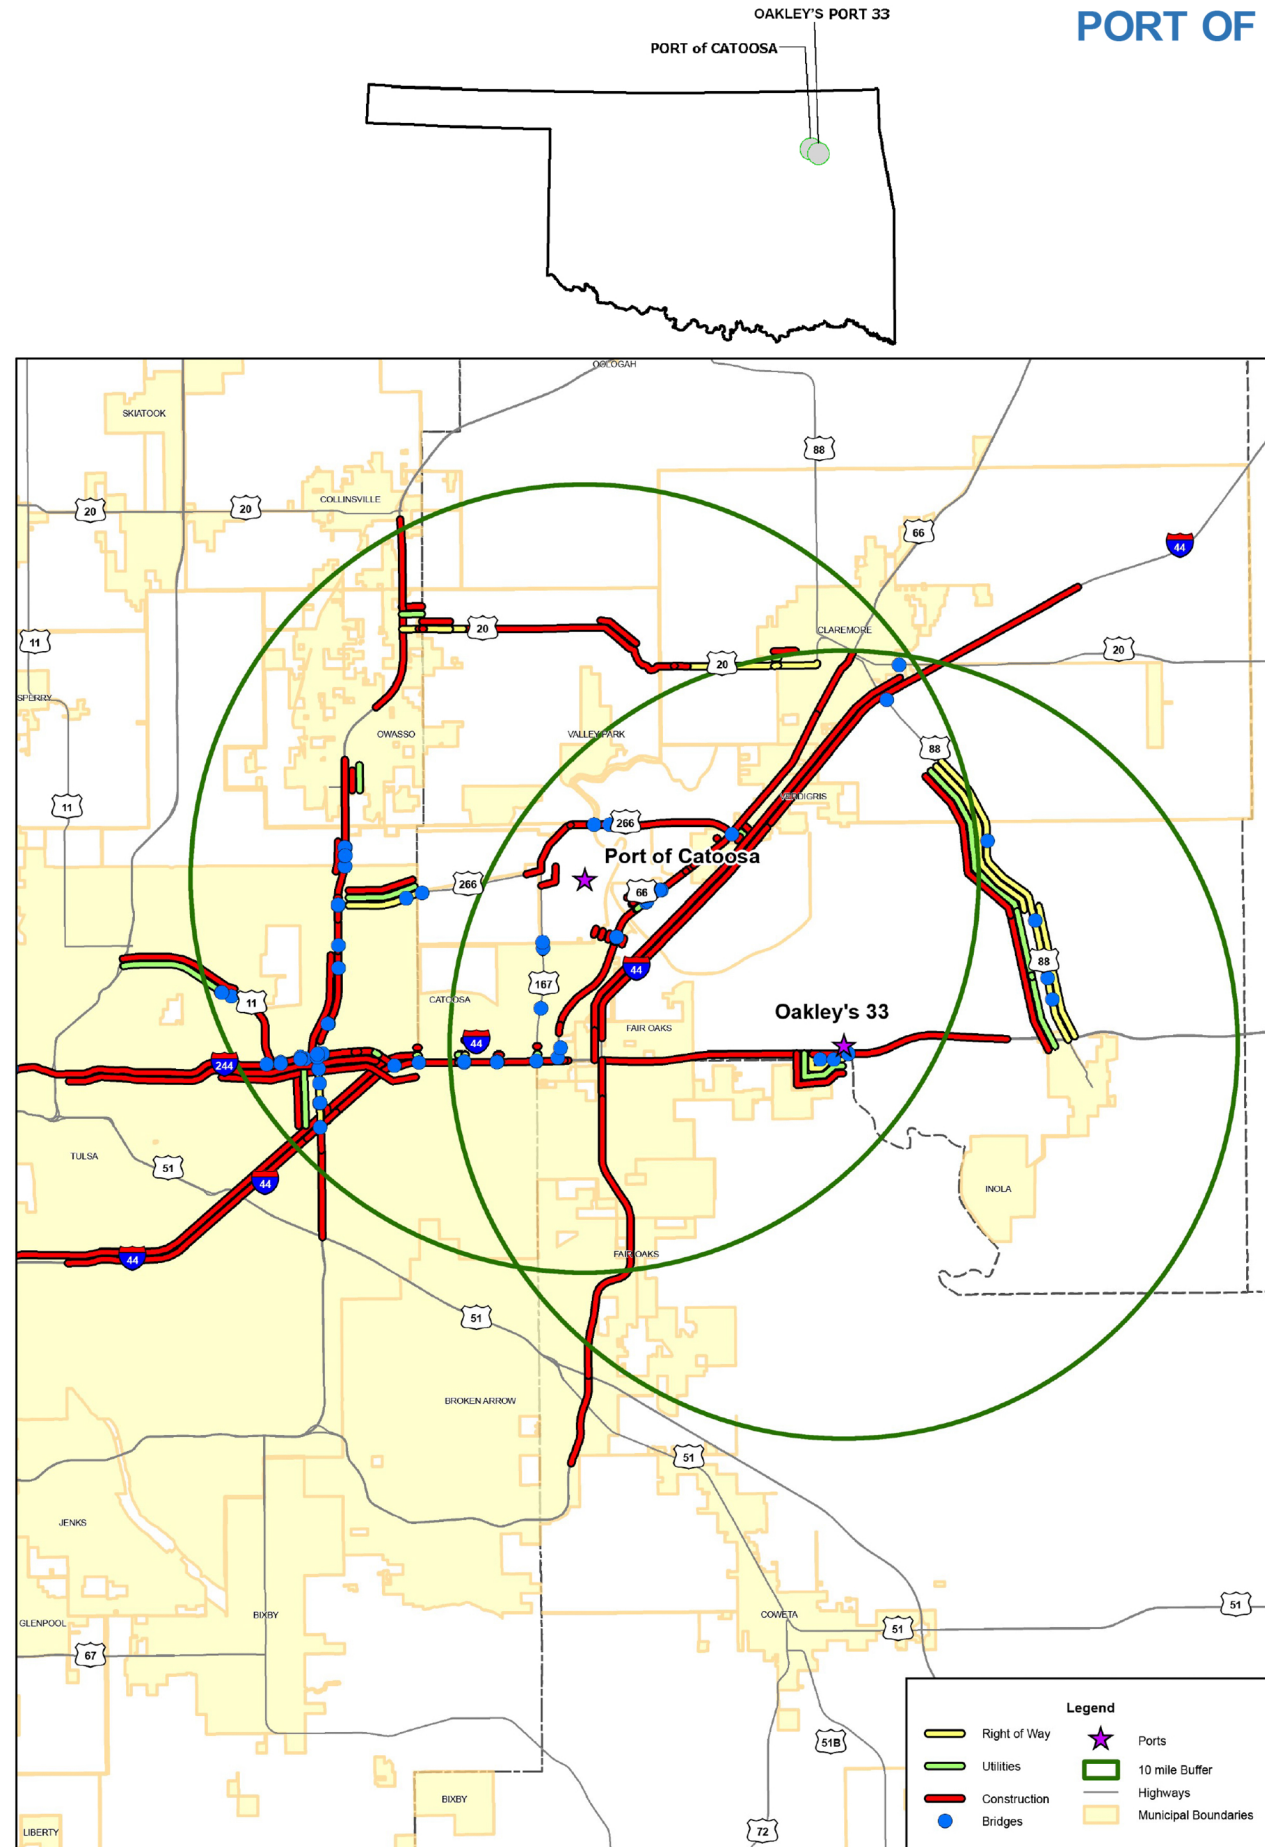 OAKLEY'S PORT 33
PORT OF
PORT of CATOOSA
OOLOGAH
SKIATOOK
88
COLLINSVILLE
20
20
66
44
11
20
CLAREMORE
20
20
SPERRY
OWASSO
VALLEY PARK
88
VERDIGRIS
11
266
Port of Catoosa
266
66
44
88
167
11
CATOOSA
Oakley's 33
FAIR OAKS
44
244
TULSA
51
44
INOLA
44
FAIR OAKS
51
BROKEN ARROW
51
JENKS
GLENPOOL
BIXBY
COWETA
51
51
67
Legend
Right of Way
Ports
Utilities
10 mile Buffer
Construction
Highways
Bridges
Municipal Boundaries
51B
BIXBY
LIBERTY
72